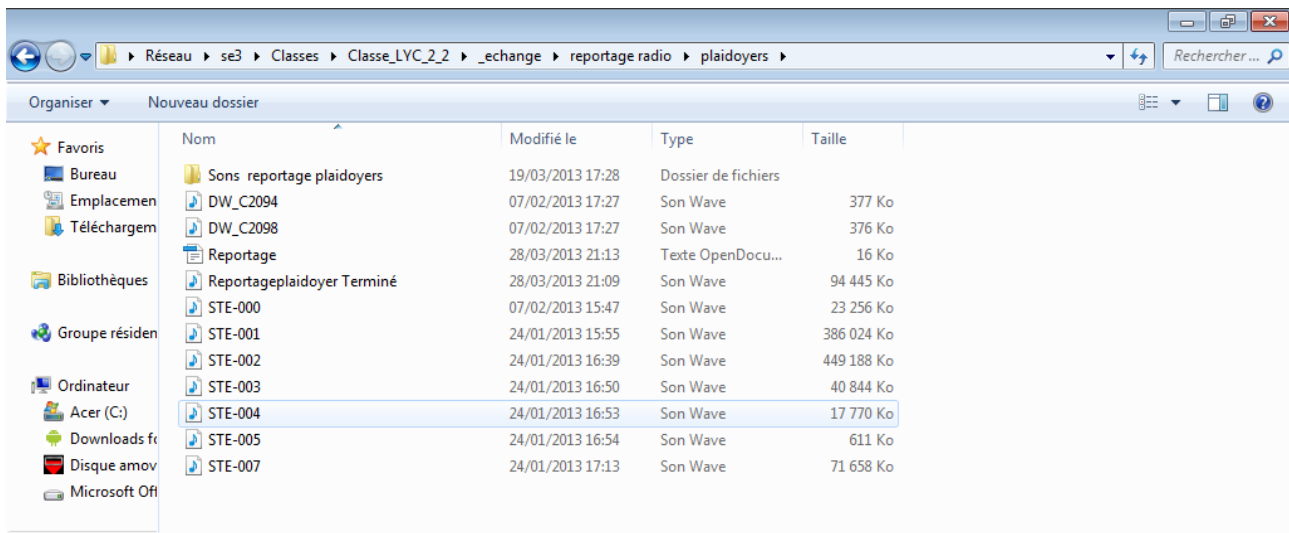 Réseau se3 Classes Classe_LYC_2_2 _echange reportage radio plaidoyers Rechercher ...
Organiser Nouveau dossier
Favoris
Bureau
Emplacemen
Téléchargem
Bibliothèques
Groupe résiden
Ordinateur
Acer (C:)
Downloads fo
Disque amov
Microsoft Off
Nom Modifié le Type Taille
Sons reportage plaidoyers 19/03/2013 17:28 Dossier de fichiers
DW_C2094 07/02/2013 17:27 Son Wave 377 Ko
DW_C2098 07/02/2013 17:27 Son Wave 376 Ko
Reportage 28/03/2013 21:13 Texte OpenDocu... 16 Ko
Reportageplaidoyer Terminé 28/03/2013 21:09 Son Wave 94 445 Ko
STE-000 07/02/2013 15:47 Son Wave 23 256 Ko
STE-001 24/01/2013 15:55 Son Wave 386 024 Ko
STE-002 24/01/2013 16:39 Son Wave 449 188 Ko
STE-003 24/01/2013 16:50 Son Wave 40 844 Ko
STE-004 24/01/2013 16:53 Son Wave 17 770 Ko
STE-005 24/01/2013 16:54 Son Wave 611 Ko
STE-007 24/01/2013 17:13 Son Wave 71 658 Ko